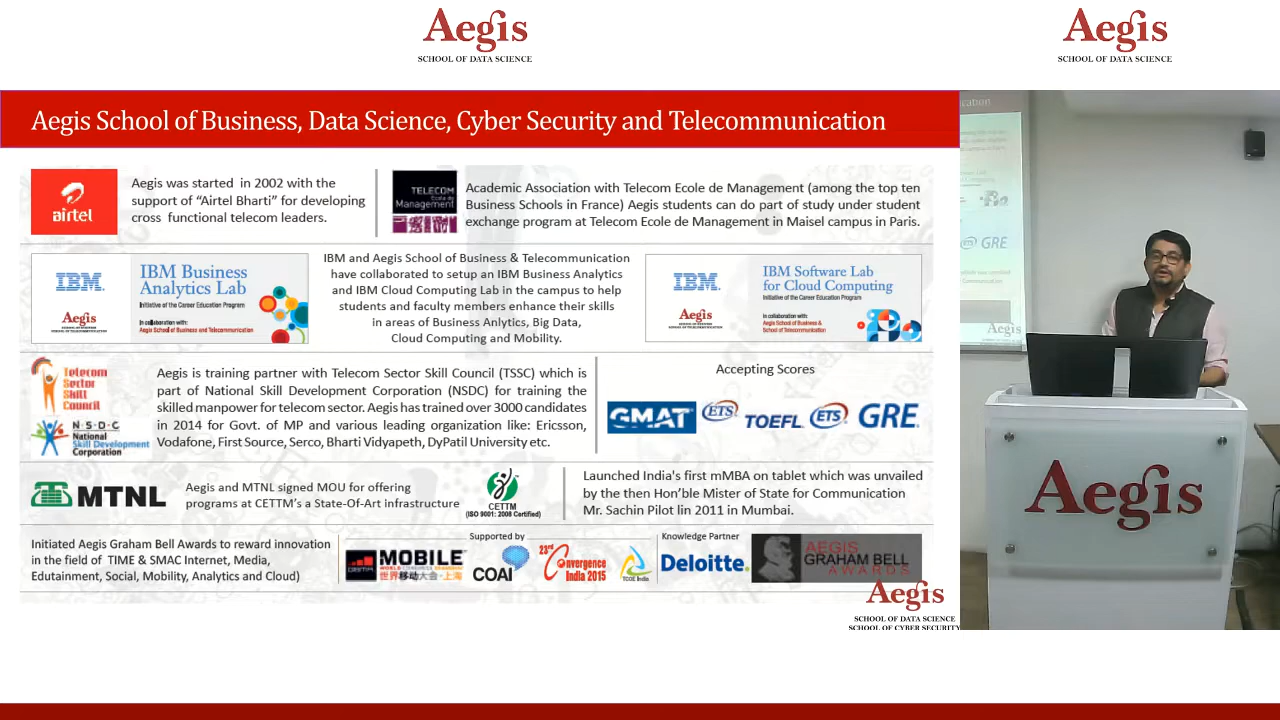 Aegis
SCHOOL OF DATA SCIENCE
Aegis
SCHOOL OF DATA SCIENCE
Aegis School of Business, Data Science, Cyber Security and Telecommunication
airtel
Aegis was started in 2002 with the
support of “Airtel Bharti” for developing
cross functional telecom leaders.
TELECOM
Ecole de
Management
Academic Association with Telecom Ecole de Management (among the top ten
Business Schools in France) Aegis students can do part of study under student
exchange program at Telecom Ecole de Management in Maisel campus in Paris.
IBM
Aegis
IBM Business
Analytics Lab
Initiative of the Career Education Program
In collaboration with:
Aegis School of Business and Telecommunication
IBM and Aegis School of Business & Telecommunication
have collaborated to setup an IBM Business Analytics
and IBM Cloud Computing Lab in the campus to help
students and faculty members enhance their skills
in areas of Business Anlytics, Big Data,
Cloud Computing and Mobility.
IBM
Aegis
IBM Software Lab
for Cloud Computing
Initiative of the Career Education Program
In collaboration with:
Aegis School of Business &
School of Telecommunication
Telecom
Sector
Skill
Council
N·S·D·C
National
Skill Development
Corporation
Aegis is training partner with Telecom Sector Skill Council (TSSC) which is
part of National Skill Development Corporation (NSDC) for training the
skilled manpower for telecom sector. Aegis has trained over 3000 candidates
in 2014 for Govt. of MP and various leading organization like: Ericsson,
Vodafone, First Source, Serco, Bharti Vidyapeth, DyPatil University etc.
Accepting Scores
GMAT
ETS
TOEFL
ETS
GRE
MTNL
Aegis and MTNL signed MOU for offering
programs at CETTM’s a State-Of-Art infrastructure
CETTM
(ISO 9001: 2008 Certified)
Launched India's first mMBA on tablet which was unvailed
by the then Hon’ble Mister of State for Communication
Mr. Sachin Pilot lin 2011 in Mumbai.
Initiated Aegis Graham Bell Awards to reward innovation
in the field of TIME & SMAC Internet, Media,
Edutainment, Social, Mobility, Analytics and Cloud)
Supported by
MOBILE
世界移动大会·上海
COAI
23rd
Convergence
India 2015
TCOE India
Knowledge Partner
Deloitte.
AEGIS
GRAHAM BELL
AWARDS
Aegis
SCHOOL OF DATA SCIENCE
SCHOOL OF CYBER SECURITY
GRE
Aegis
Aegis